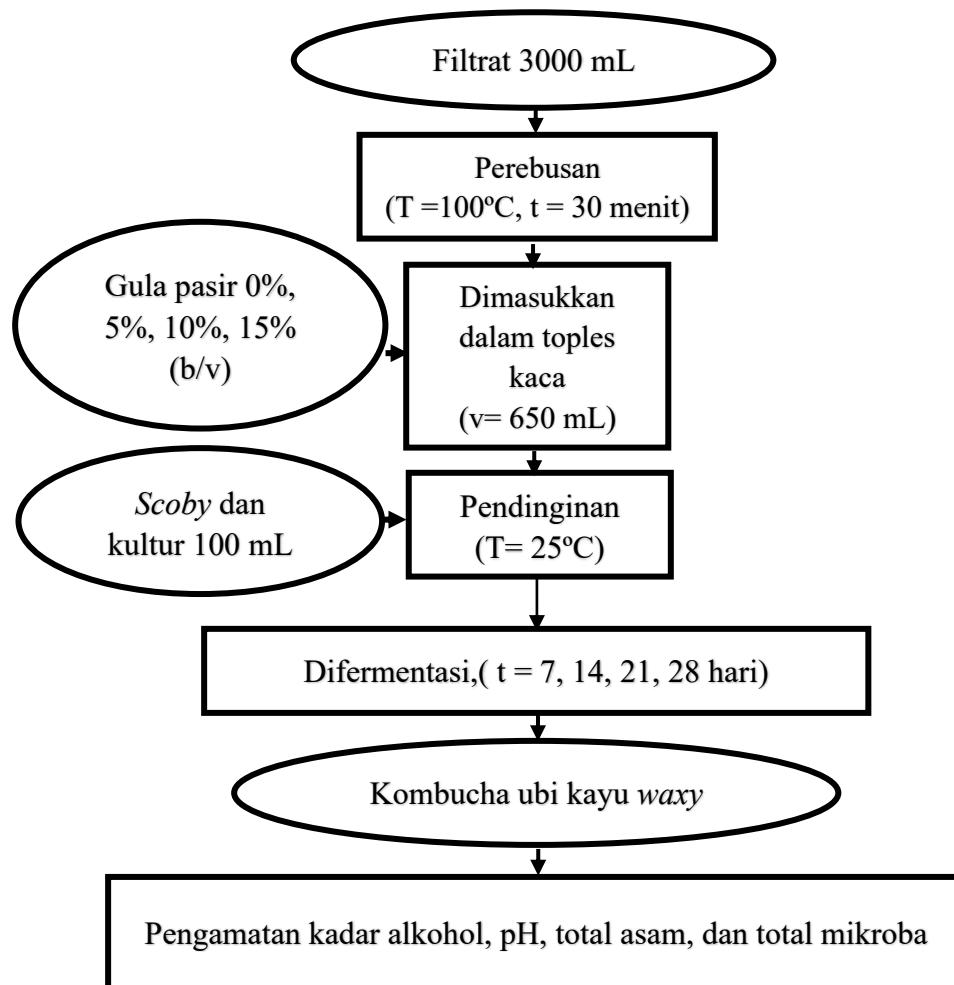 Filtrat 3000 mL
Perebusan
(T =100ºC, t = 30 menit)
Gula pasir 0%,
5%, 10%, 15%
(b/v)
Dimasukkan
dalam toples
kaca
(v= 650 mL)
Scoby dan
kultur 100 mL
Pendinginan
(T= 25ºC)
Difermentasi,( t = 7, 14, 21, 28 hari)
Kombucha ubi kayu waxy
Pengamatan kadar alkohol, pH, total asam, dan total mikroba